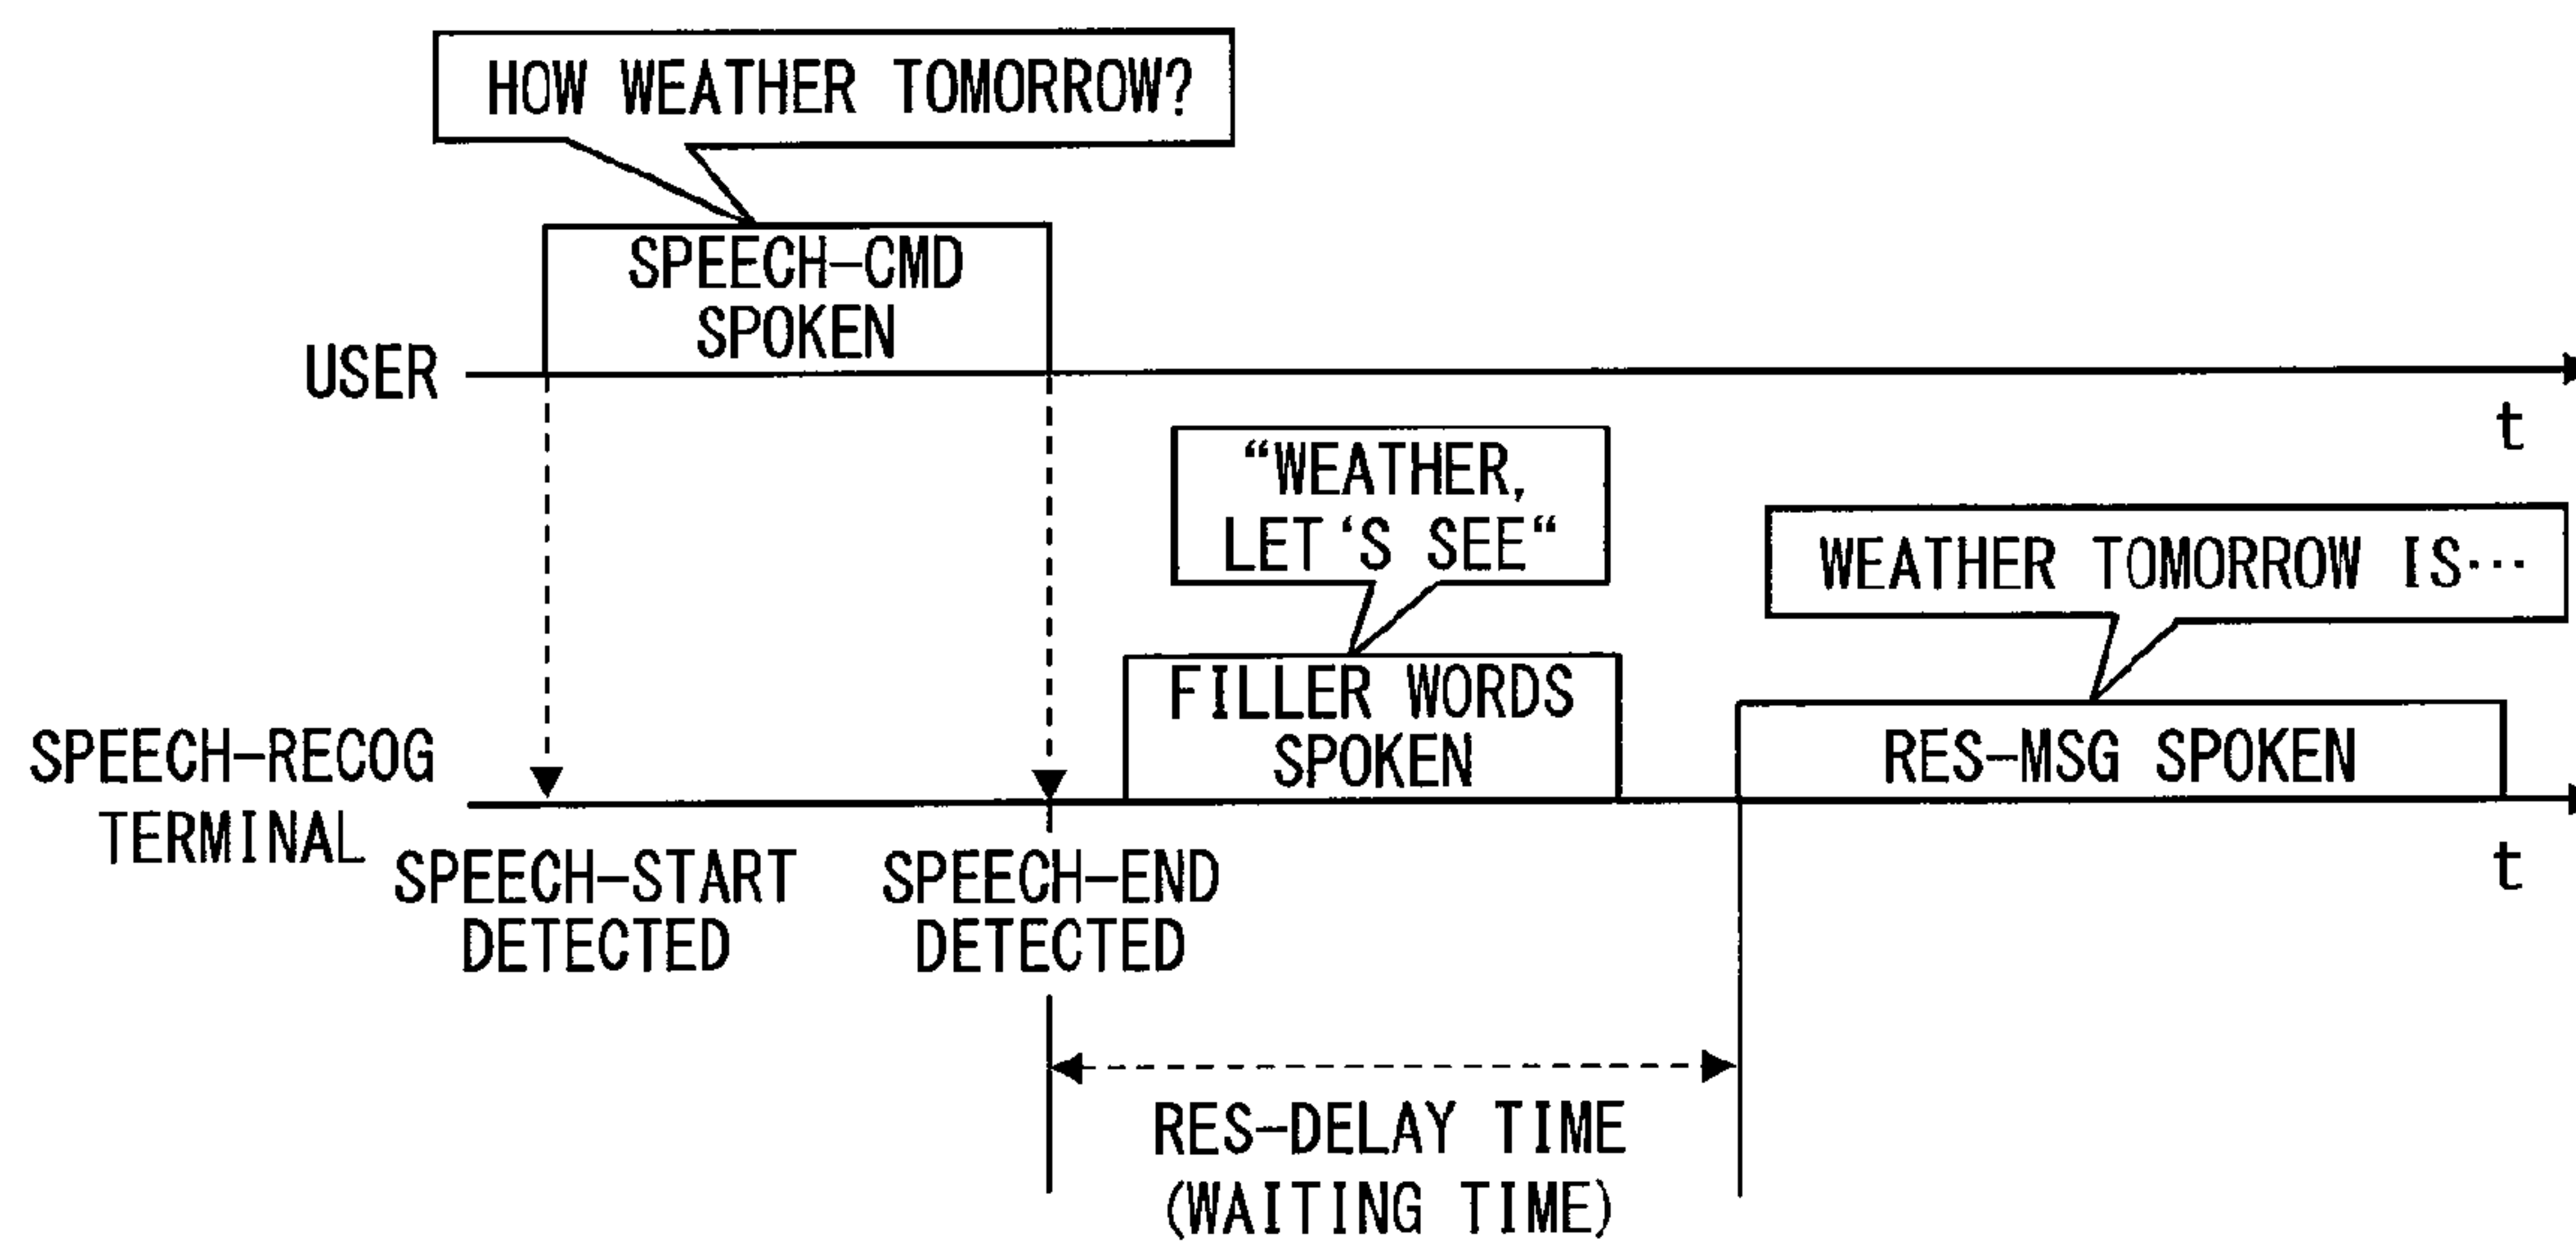 HOW WEATHER TOMORROW?
SPEECH-CMD
SPOKEN
USER
t
“WEATHER,
LET‘S SEE“
WEATHER TOMORROW IS···
FILLER WORDS
SPOKEN
RES-MSG SPOKEN
SPEECH-RECOG
TERMINAL
t
SPEECH-START
DETECTED
SPEECH-END
DETECTED
RES-DELAY TIME
(WAITING TIME)